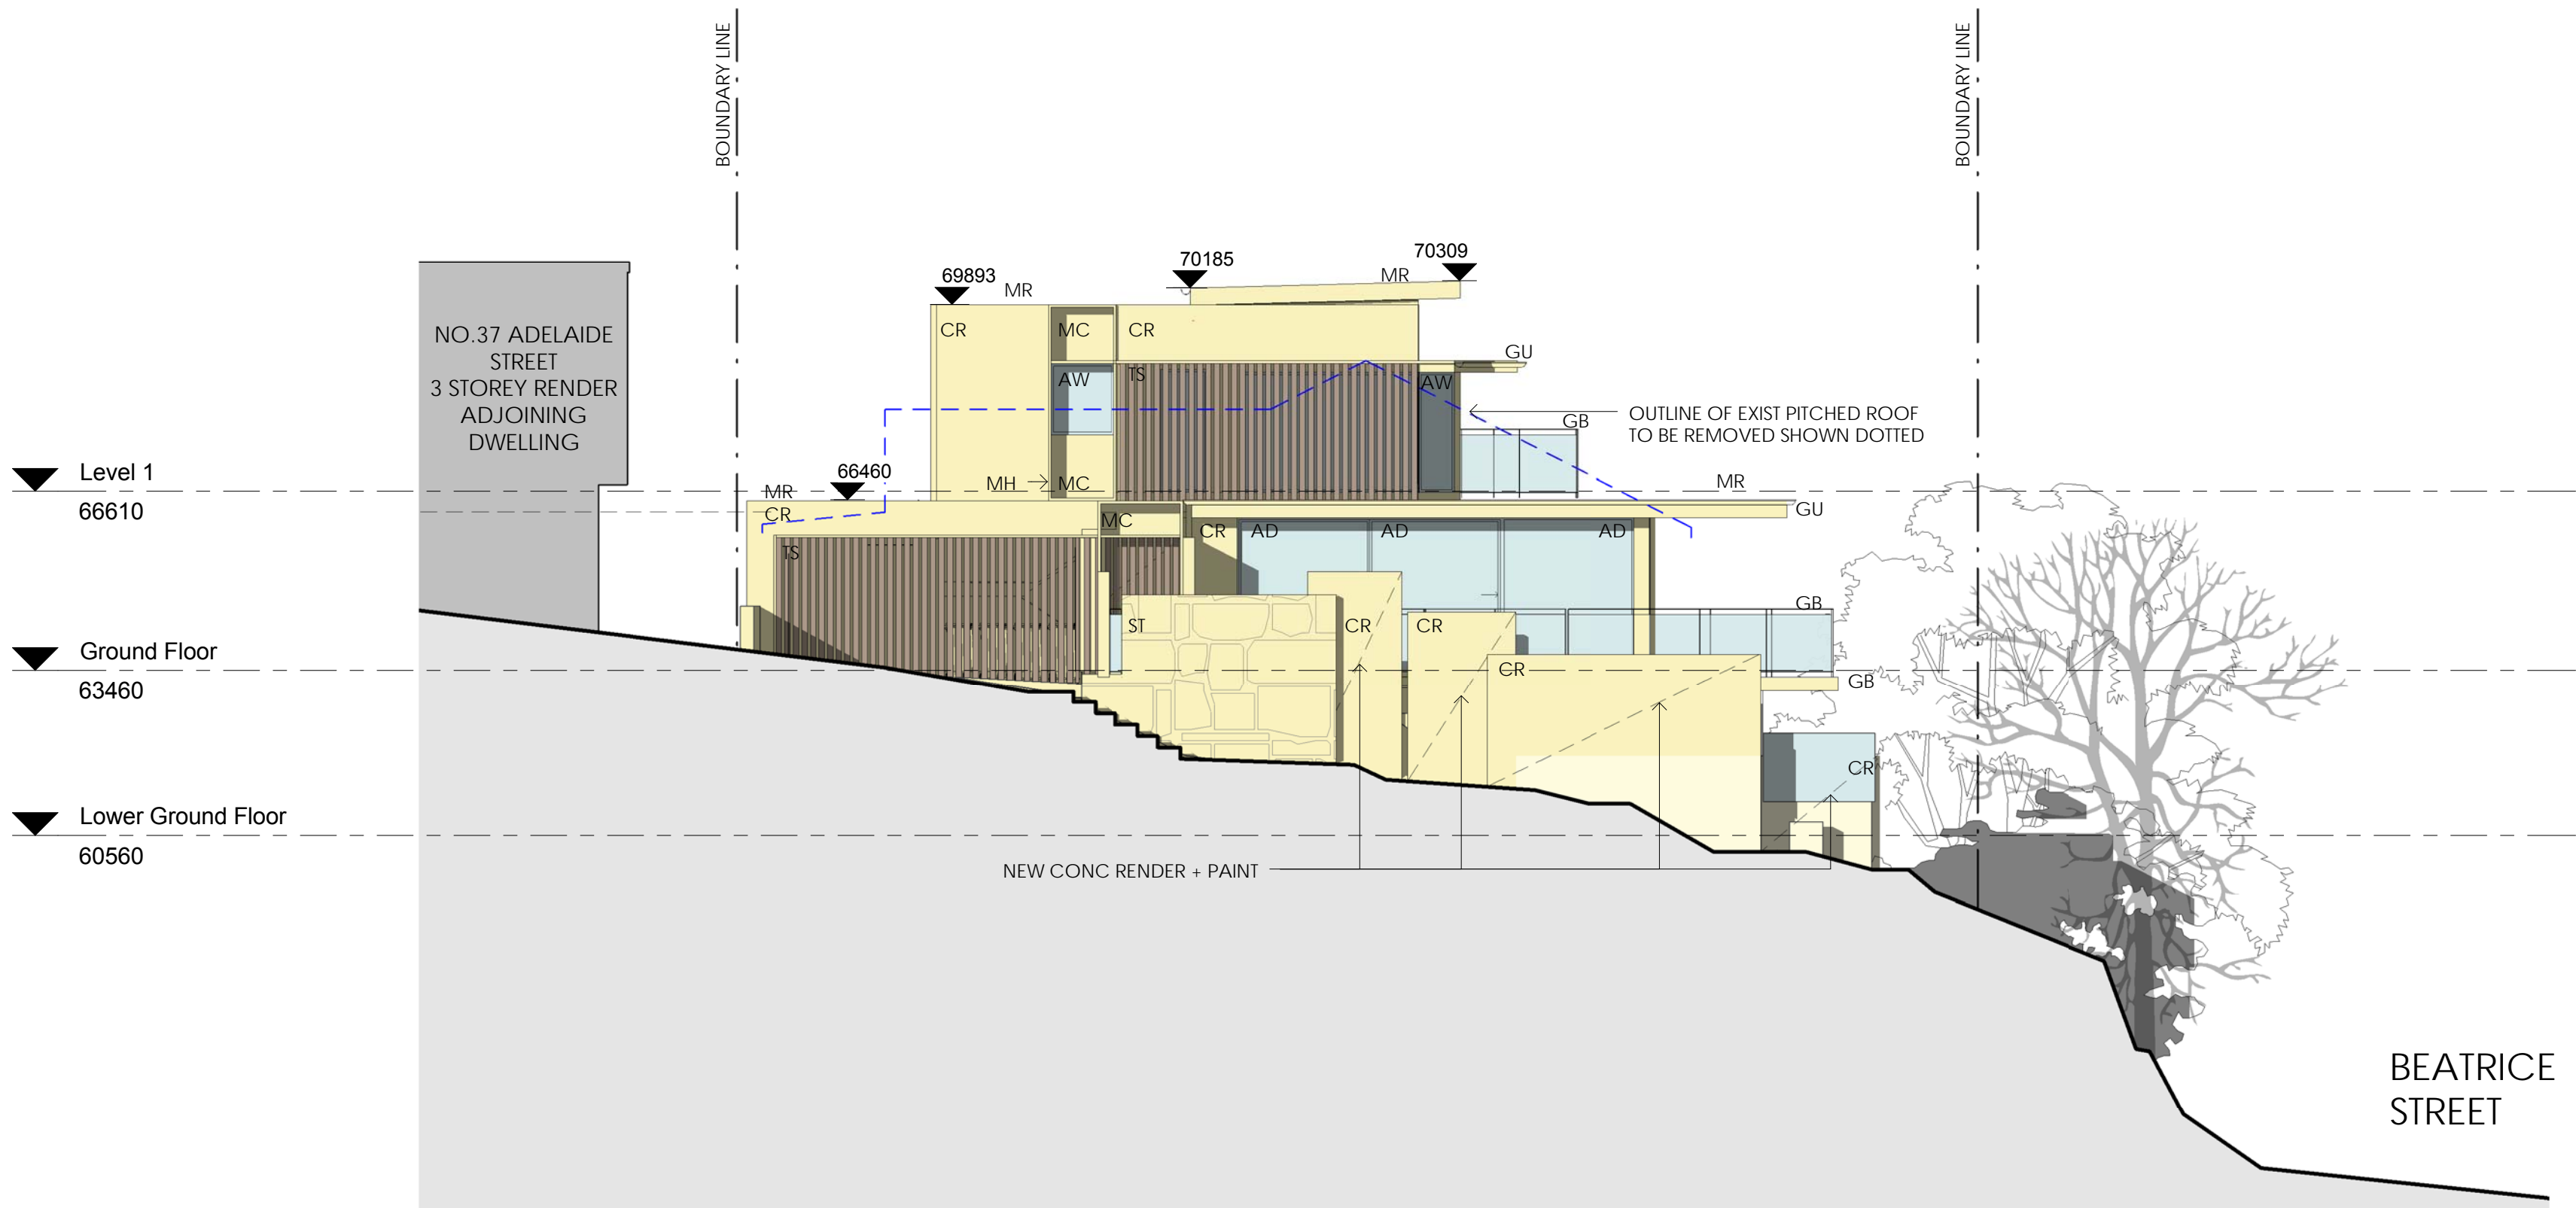 BOUNDARY LINE
BOUNDARY LINE
70309
70185
69893
MR
MR
NO.37 ADELAIDE
STREET
3 STOREY RENDER
ADJOINING
DWELLING
CR
MC
CR
GU
AW
TS
AW
OUTLINE OF EXIST PITCHED ROOF
TO BE REMOVED SHOWN DOTTED
GB
Level 1
66610
66460
MH
MC
MR
MR
CR
MC
GU
CR
AD
AD
AD
TS
GB
ST
CR
CR
Ground Floor
63460
CR
GB
CR
Lower Ground Floor
60560
NEW CONC RENDER + PAINT
BEATRICE
STREET